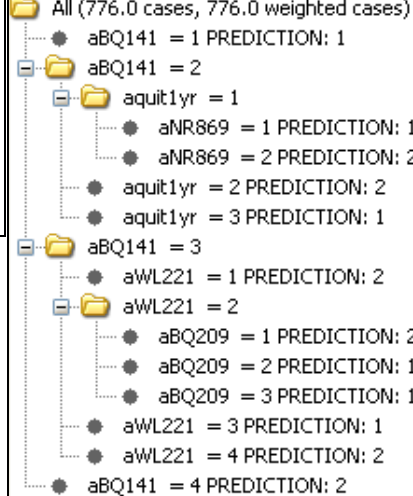 All (776.0 cases, 776.0 weighted cases)
aBQ141 = 1 PREDICTION: 1
aBQ141 = 2
aquit1yr = 1
aNR869 = 1 PREDICTION: 1
aNR869 = 2 PREDICTION: 2
aquit1yr = 2 PREDICTION: 2
aquit1yr = 3 PREDICTION: 1
aBQ141 = 3
aWL221 = 1 PREDICTION: 2
aWL221 = 2
aBQ209 = 1 PREDICTION: 2
aBQ209 = 2 PREDICTION: 1
aBQ209 = 3 PREDICTION: 1
aWL221 = 3 PREDICTION: 1
aWL221 = 4 PREDICTION: 2
aBQ141 = 4 PREDICTION: 2